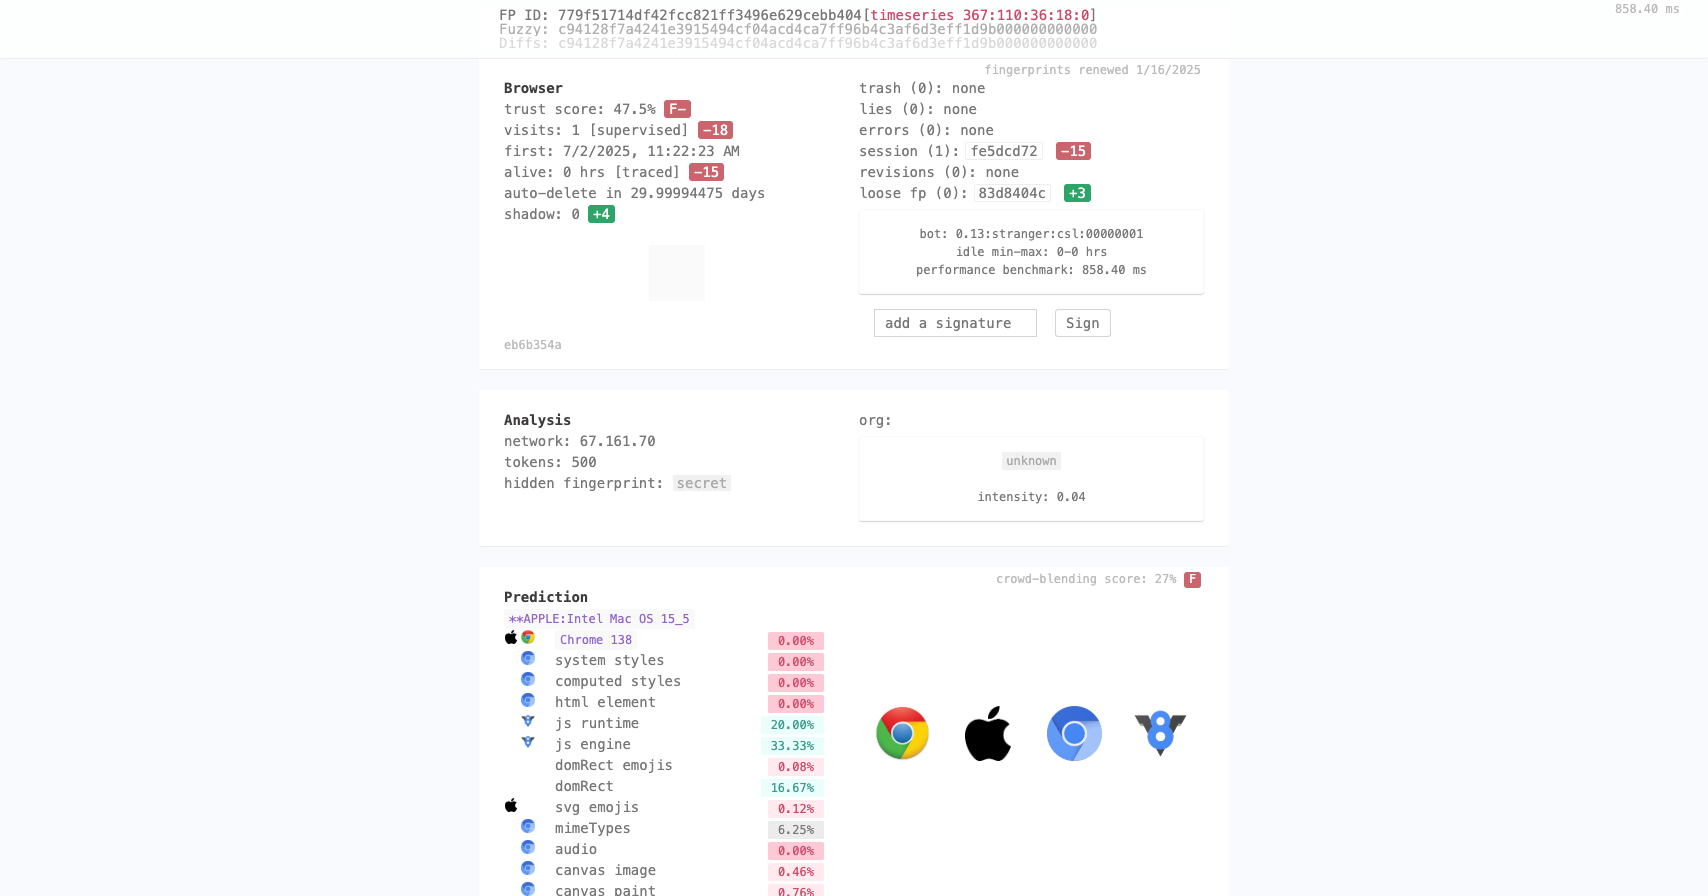 FP ID: 779f51714df42fcc821ff3496e629cebb404[timeseries 367:110:36:18:0]
858.40 ms
Fuzzy: c94128f7a4241e3915494cf04acd4ca7ff96b4c3af6d3eff1d9b000000000000
Diffs: c94128f7a4241e3915494cf04acd4ca7ff96b4c3af6d3eff1d9b000000000000
fingerprints renewed 1/16/2025
Browser
trust score: 47.5% F-
visits: 1 [supervised] -18
first: 7/2/2025, 11:22:23 AM
alive: 0 hrs [traced] -15
auto-delete in 29.99994475 days
shadow: 0 +4
eb6b354a
trash (0): none
lies (0): none
errors (0): none
session (1): fe5dcd72 -15
revisions (0): none
loose fp (0): 83d8404c +3
bot: 0.13:stranger:csl:00000001
idle min-max: 0-0 hrs
performance benchmark: 858.40 ms
add a signature Sign
Analysis
network: 67.161.70
tokens: 500
hidden fingerprint: secret
org:
unknown
intensity: 0.04
crowd-blending score: 27% F
Prediction
**APPLE:Intel Mac OS 15_5
Chrome 138 0.00%
system styles 0.00%
computed styles 0.00%
html element 0.00%
js runtime 20.00%
js engine 33.33%
domRect emojis 0.08%
domRect 16.67%
svg emojis 0.12%
mimeTypes 6.25%
audio 0.00%
canvas image 0.46%
canvas paint 0.76%